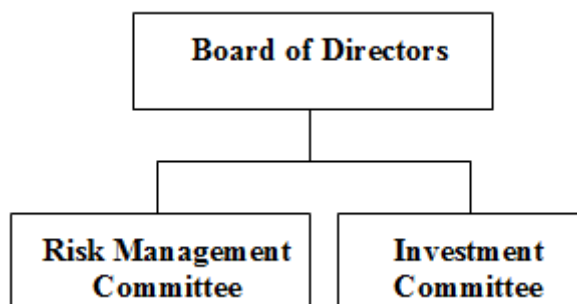 Board of Directors
Risk Management
Committee
Investment
Committee